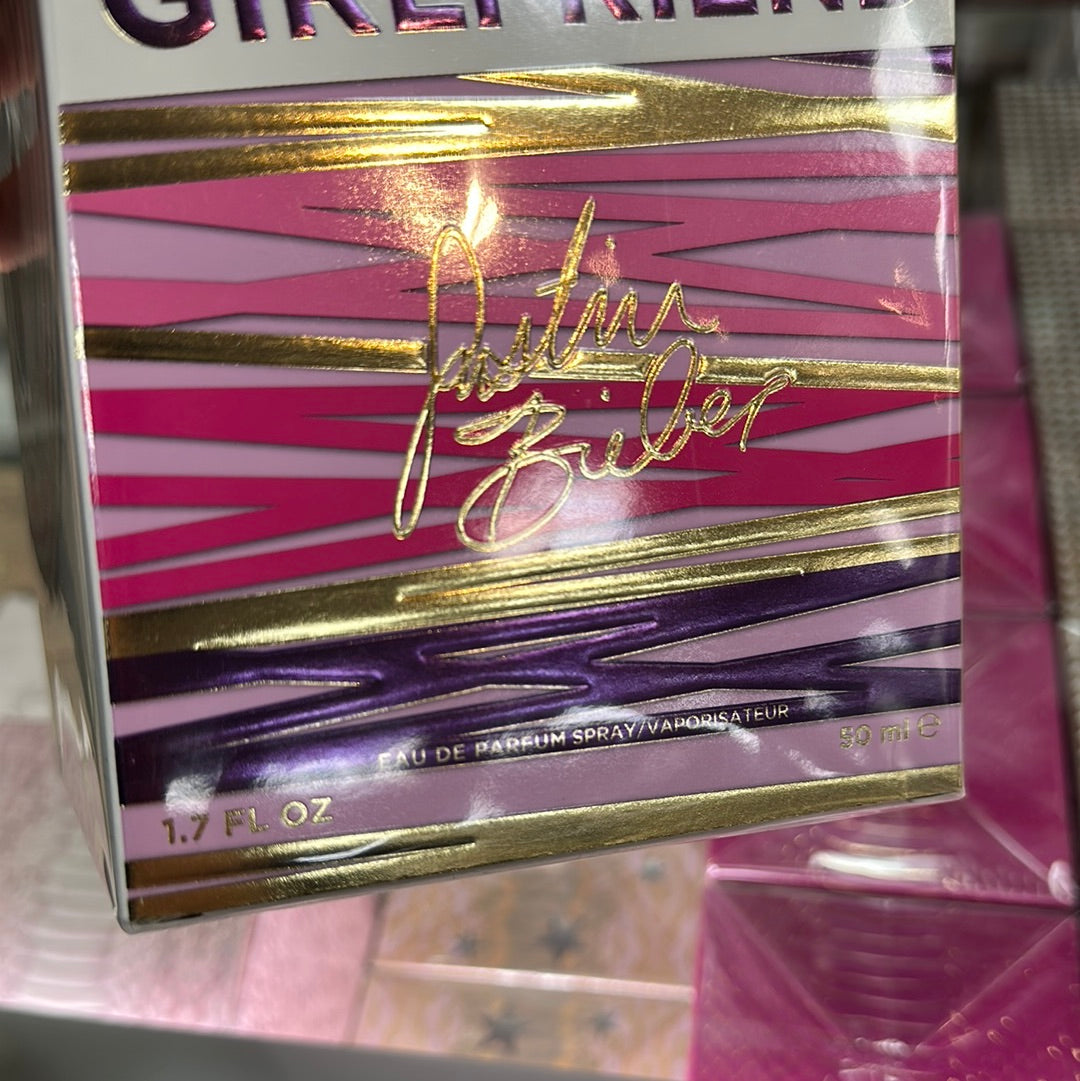 GIRLFRIEND
Justin
Bieber
EAU DE PARFUM SPRAY/VAPORISATEUR
50 ml ℮
1.7 FL OZ